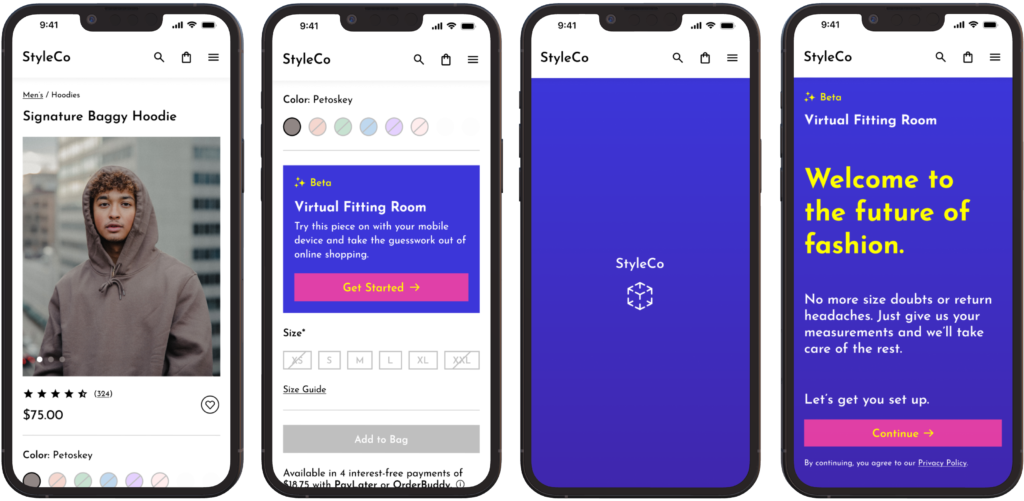 9:41
StyleCo
Men's / Hoodies
Signature Baggy Hoodie
(324)
$75.00
Color: Petoskey
9:41
StyleCo
Color: Petoskey
Beta
Virtual Fitting Room
Try this piece on with your mobile
device and take the guesswork out of
online shopping.
Get Started →
Size*
XS S M L XL XXL
Size Guide
Add to Bag
Available in 4 interest-free payments of
$18.75 with PayLater or OrderBuddy.
9:41
StyleCo
StyleCo
9:41
StyleCo
Beta
Virtual Fitting Room
Welcome to
the future of
fashion.
No more size doubts or return
headaches. Just give us your
measurements and we'll take
care of the rest.
Let's get you set up.
Continue →
By continuing, you agree to our Privacy Policy.